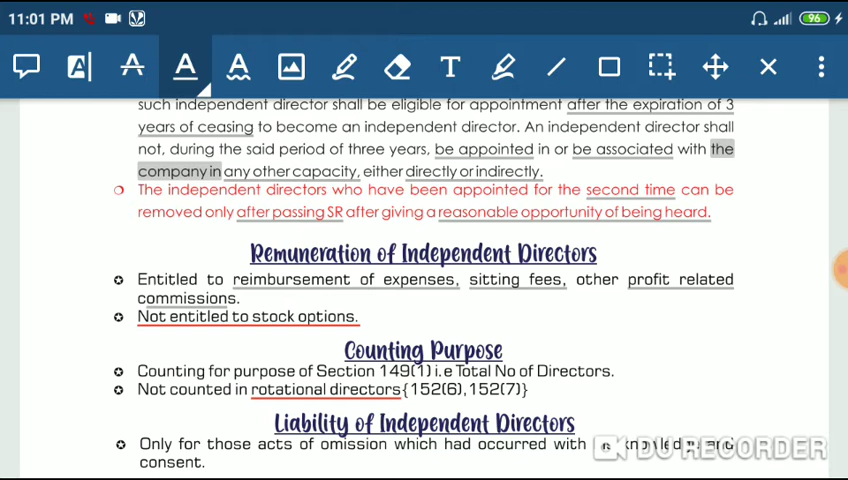 11:01 PM
96
such independent director shall be eligible for appointment after the expiration of 3
years of ceasing to become an independent director. An independent director shall
not, during the said period of three years, be appointed in or be associated with the
company in any other capacity, either directly or indirectly.
The independent directors who have been appointed for the second time can be
removed only after passing SR after giving a reasonable opportunity of being heard.
Remuneration of Independent Directors
Entitled to reimbursement of expenses, sitting fees, other profit related
commissions.
Not entitled to stock options.
Counting Purpose
Counting for purpose of Section 149(1) i.e Total No of Directors.
Not counted in rotational directors{152(6),152(7)}
Liability of Independent Directors
Only for those acts of omission which had occurred with knowledge and
consent.
DU RECORDER